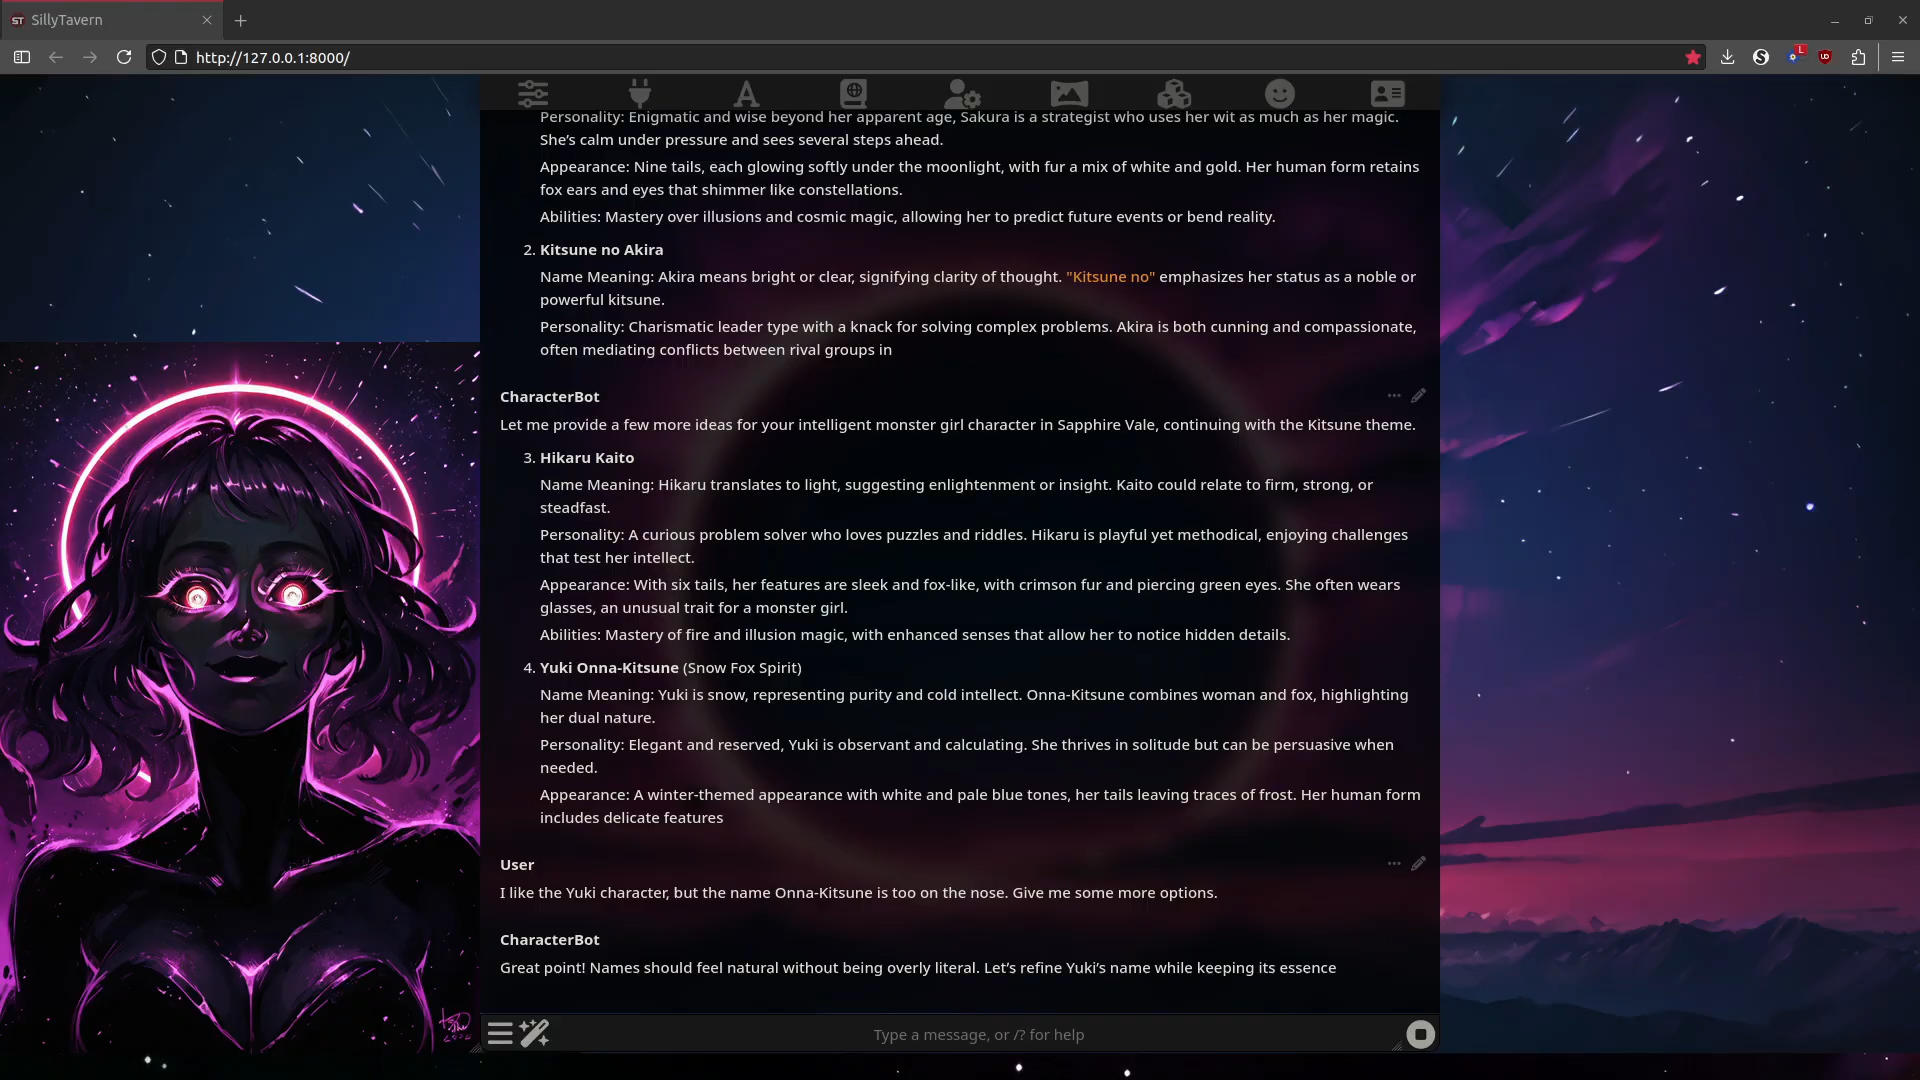 SillyTavern
http://127.0.0.1:8000/
Personality: Enigmatic and wise beyond her apparent age, Sakura is a strategist who uses her wit as much as her magic.
She’s calm under pressure and sees several steps ahead.
Appearance: Nine tails, each glowing softly under the moonlight, with fur a mix of white and gold. Her human form retains
fox ears and eyes that shimmer like constellations.
Abilities: Mastery over illusions and cosmic magic, allowing her to predict future events or bend reality.
2. Kitsune no Akira
Name Meaning: Akira means bright or clear, signifying clarity of thought. "Kitsune no" emphasizes her status as a noble or
powerful kitsune.
Personality: Charismatic leader type with a knack for solving complex problems. Akira is both cunning and compassionate,
often mediating conflicts between rival groups in
CharacterBot
Let me provide a few more ideas for your intelligent monster girl character in Sapphire Vale, continuing with the Kitsune theme.
3. Hikaru Kaito
Name Meaning: Hikaru translates to light, suggesting enlightenment or insight. Kaito could relate to firm, strong, or
steadfast.
Personality: A curious problem solver who loves puzzles and riddles. Hikaru is playful yet methodical, enjoying challenges
that test her intellect.
Appearance: With six tails, her features are sleek and fox-like, with crimson fur and piercing green eyes. She often wears
glasses, an unusual trait for a monster girl.
Abilities: Mastery of fire and illusion magic, with enhanced senses that allow her to notice hidden details.
4. Yuki Onna-Kitsune (Snow Fox Spirit)
Name Meaning: Yuki is snow, representing purity and cold intellect. Onna-Kitsune combines woman and fox, highlighting
her dual nature.
Personality: Elegant and reserved, Yuki is observant and calculating. She thrives in solitude but can be persuasive when
needed.
Appearance: A winter-themed appearance with white and pale blue tones, her tails leaving traces of frost. Her human form
includes delicate features
User
I like the Yuki character, but the name Onna-Kitsune is too on the nose. Give me some more options.
CharacterBot
Great point! Names should feel natural without being overly literal. Let’s refine Yuki’s name while keeping its essence
Type a message, or /? for help